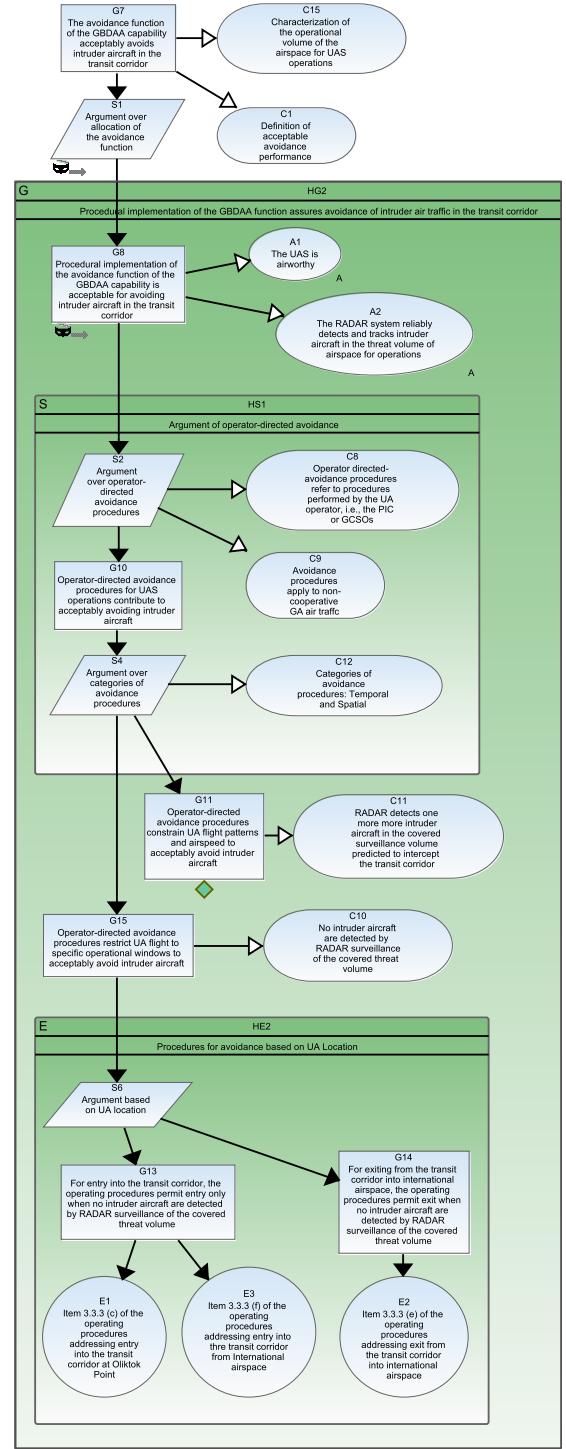 G7
The avoidance function
of the GBDAA capability
acceptably avoids
intruder aircraft in the
transit corridor
C15
Characterization of
the operational
volume of the
airspace for UAS
operations
S1
Argument over
allocation of
the avoidance
function
C1
Definition of
acceptable
avoidance
performance
G
HG2
Procedural implementation of the GBDAA function assures avoidance of intruder air traffic in the transit corridor
G8
Procedural implementation of
the avoidance function of the
GBDAA capability is
acceptable for avoiding
intruder aircraft in the transit
corridor
A1
The UAS is
airworthy
A
A2
The RADAR system reliably
detects and tracks intruder
aircraft in the threat volume of
airspace for operations
A
S
HS1
Argument of operator-directed avoidance
S2
Argument
over operator-
directed
avoidance
procedures
C8
Operator directed-
avoidance procedures
refer to procedures
performed by the UA
operator, i.e., the PIC
or GCSOs
C9
Avoidance
procedures
apply to non-
cooperative
GA air traffc
G10
Operator-directed avoidance
procedures for UAS
operations contribute to
acceptably avoiding intruder
aircraft
S4
Argument over
categories of
avoidance
procedures
C12
Categories of
avoidance
procedures: Temporal
and Spatial
G11
Operator-directed
avoidance procedures
constrain UA flight patterns
and airspeed to
acceptably avoid intruder
aircraft
C11
RADAR detects one
more more intruder
aircraft in the covered
surveillance volume
predicted to intercept
the transit corridor
G15
Operator-directed avoidance
procedures restrict UA flight to
specific operational windows to
acceptably avoid intruder aircraft
C10
No intruder aircraft
are detected by
RADAR surveillance
of the covered threat
volume
E
HE2
Procedures for avoidance based on UA Location
S6
Argument based
on UA location
G13
For entry into the transit corridor, the
operating procedures permit entry only
when no intruder aircraft are detected
by RADAR surveillance of the covered
threat volume
G14
For exiting from the transit
corridor into international
airspace, the operating
procedures permit exit when
no intruder aircraft are
detected by RADAR
surveillance of the covered
threat volume
E1
Item 3.3.3 (c) of the
operating
procedures
addressing entry
into the transit
corridor at Oliktok
Point
E3
Item 3.3.3 (f) of the
operating
procedures
addressing entry into
thre transit corridor
from International
airspace
E2
Item 3.3.3 (e) of the
operating
procedures
addressing exit from
the transit corridor
into international
airspace